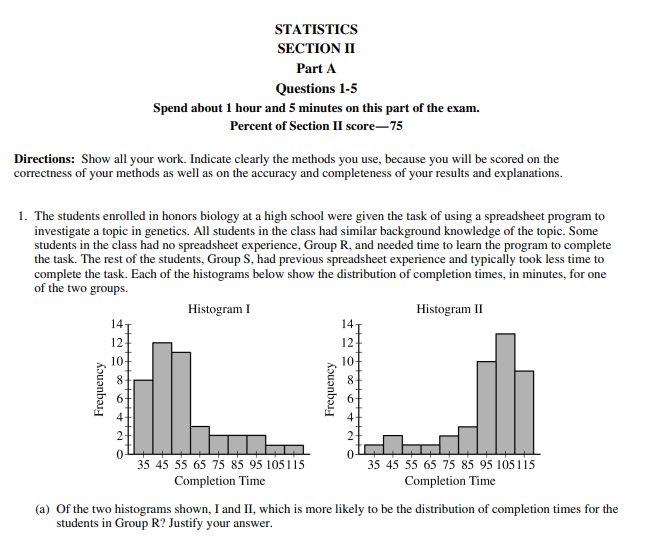 STATISTICS
SECTION II
Part A
Questions 1-5
Spend about 1 hour and 5 minutes on this part of the exam.
Percent of Section II score—75
Directions: Show all your work. Indicate clearly the methods you use, because you will be scored on the
correctness of your methods as well as on the accuracy and completeness of your results and explanations.
1. The students enrolled in honors biology at a high school were given the task of using a spreadsheet program to
investigate a topic in genetics. All students in the class had similar background knowledge of the topic. Some
students in the class had no spreadsheet experience, Group R, and needed time to learn the program to complete
the task. The rest of the students, Group S, had previous spreadsheet experience and typically took less time to
complete the task. Each of the histograms below show the distribution of completion times, in minutes, for one
of the two groups.
Histogram I
14
12
10
8
6
4
2
0
Frequency
35 45 55 65 75 85 95 105 115
Completion Time
Histogram II
14
12
10
8
6
4
2
0
Frequency
35 45 55 65 75 85 95 105 115
Completion Time
(a) Of the two histograms shown, I and II, which is more likely to be the distribution of completion times for the
students in Group R? Justify your answer.